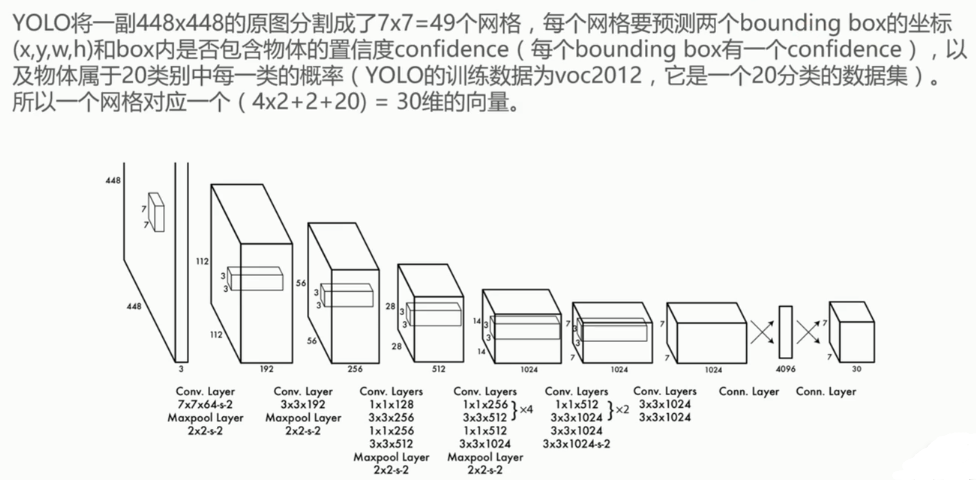 YOLO将一副448x448的原图分割成了7x7=49个网格，每个网格要预测两个bounding box的坐标
(x,y,w,h)和box内是否包含物体的置信度confidence（每个bounding box有一个confidence），以
及物体属于20类别中每一类的概率（YOLO的训练数据为voc2012，它是一个20分类的数据集）。
所以一个网格对应一个（4x2+2+20) = 30维的向量。
448
448
7
7
3
112
112
3
3
192
56
56
3
3
256
28
28
3
3
512
14
14
3
3
1024
7
7
3
3
1024
7
7
1024
4096
7
7
30
Conv. Layer
7x7x64-s-2
Maxpool Layer
2x2-s-2
Conv. Layer
3x3x192
Maxpool Layer
2x2-s-2
Conv. Layers
1x1x128
3x3x256
1x1x256
3x3x512
Maxpool Layer
2x2-s-2
Conv. Layers
1x1x256
3x3x512 } x4
1x1x512
3x3x1024
Maxpool Layer
2x2-s-2
Conv. Layers
1x1x512
3x3x1024 } x2
3x3x1024
3x3x1024-s-2
Conv. Layers
3x3x1024
3x3x1024
Conn. Layer
Conn. Layer